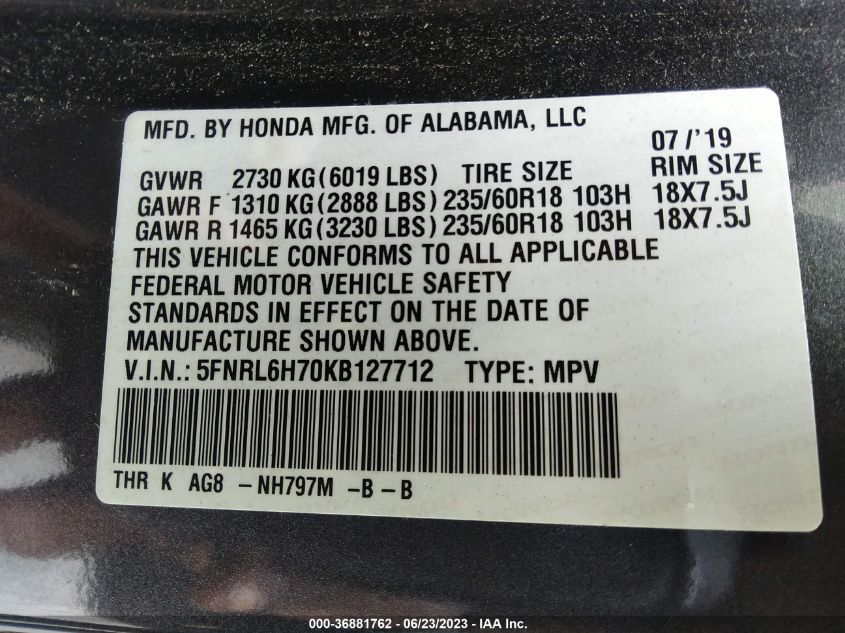 MFD. BY HONDA MFG. OF ALABAMA, LLC
07 /'19
GVWR 2730 KG (6019 LBS) TIRE SIZE RIM SIZE
GAWR F 1310 KG (2888 LBS) 235/60R18 103H 18X7.5J
GAWR R 1465 KG (3230 LBS) 235/60R18 103H 18X7.5J
THIS VEHICLE CONFORMS TO ALL APPLICABLE
FEDERAL MOTOR VEHICLE SAFETY
STANDARDS IN EFFECT ON THE DATE OF
MANUFACTURE SHOWN ABOVE.
V.I.N.: 5FNRL6H70KB127712 TYPE: MPV
THR K AG8 -NH797M -B -B
000-36881762 - 06/23/2023 - IAA Inc.